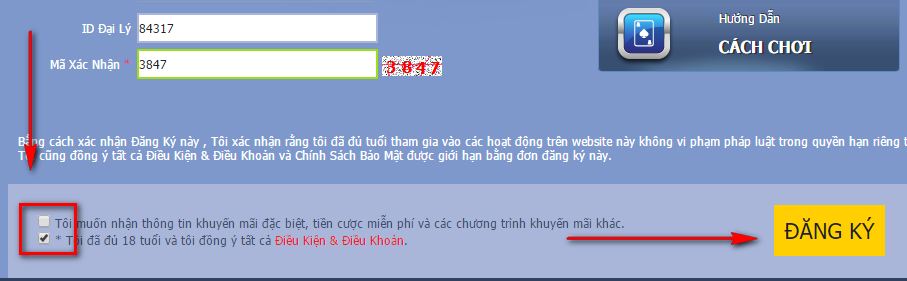 ID Đại Lý 84317
Mã Xác Nhận * 3847 3847
Hướng Dẫn
CÁCH CHƠI
Bằng cách xác nhận Đăng Ký này , Tôi xác nhận rằng tôi đã đủ tuổi tham gia vào các hoạt động trên website này không vi phạm pháp luật trong quyền hạn riêng
cũng đồng ý tất cả Điều Kiện & Điều Khoản và Chính Sách Bảo Mật được giới hạn bằng đơn đăng ký này.
Tôi muốn nhận thông tin khuyến mãi đặc biệt, tiền cược miễn phí và các chương trình khuyến mãi khác.
* Tôi đã đủ 18 tuổi và tôi đồng ý tất cả Điều Kiện & Điều Khoản.
ĐĂNG KÝ